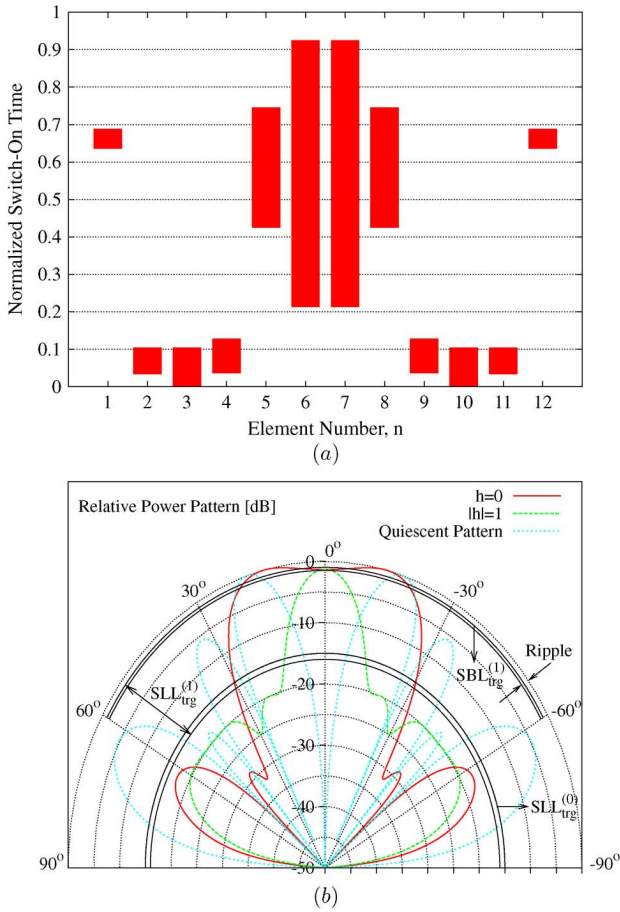 1
0.9
0.8
0.7
0.6
0.5
0.4
0.3
0.2
0.1
0
Normalized Switch-On Time
1 2 3 4 5 6 7 8 9 10 11 12
Element Number, n
(a)
Relative Power Pattern [dB]
h=0
|h|=1
Quiescent Pattern
0°
30°
-30°
60°
-60°
90°
-90°
0
-10
-20
-30
-40
-50
SLL trg (1)
SBL trg (1)
Ripple
SLL trg (0)
(b)